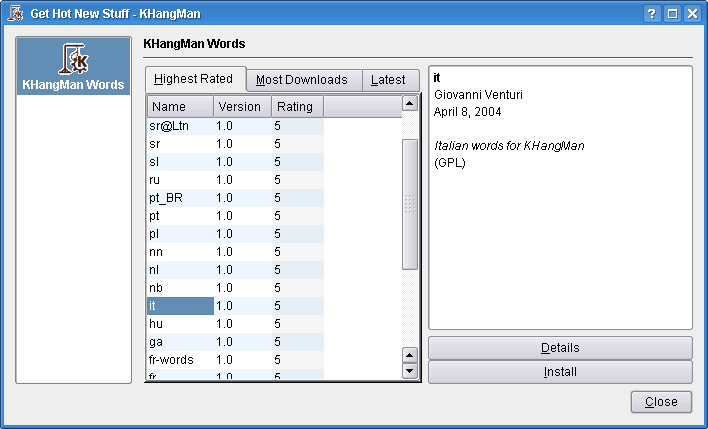 Get Hot New Stuff - KHangMan
KHangMan Words
KHangMan Words
Highest Rated Most Downloads Latest
Name Version Rating
sr@Ltn 1.0 5
sr 1.0 5
sl 1.0 5
ru 1.0 5
pt_BR 1.0 5
pt 1.0 5
pl 1.0 5
nn 1.0 5
nl 1.0 5
nb 1.0 5
it 1.0 5
hu 1.0 5
ga 1.0 5
fr-words 1.0 5
fr 1.0 5
it
Giovanni Venturi
April 8, 2004
Italian words for KHangMan
(GPL)
Details
Install
Close